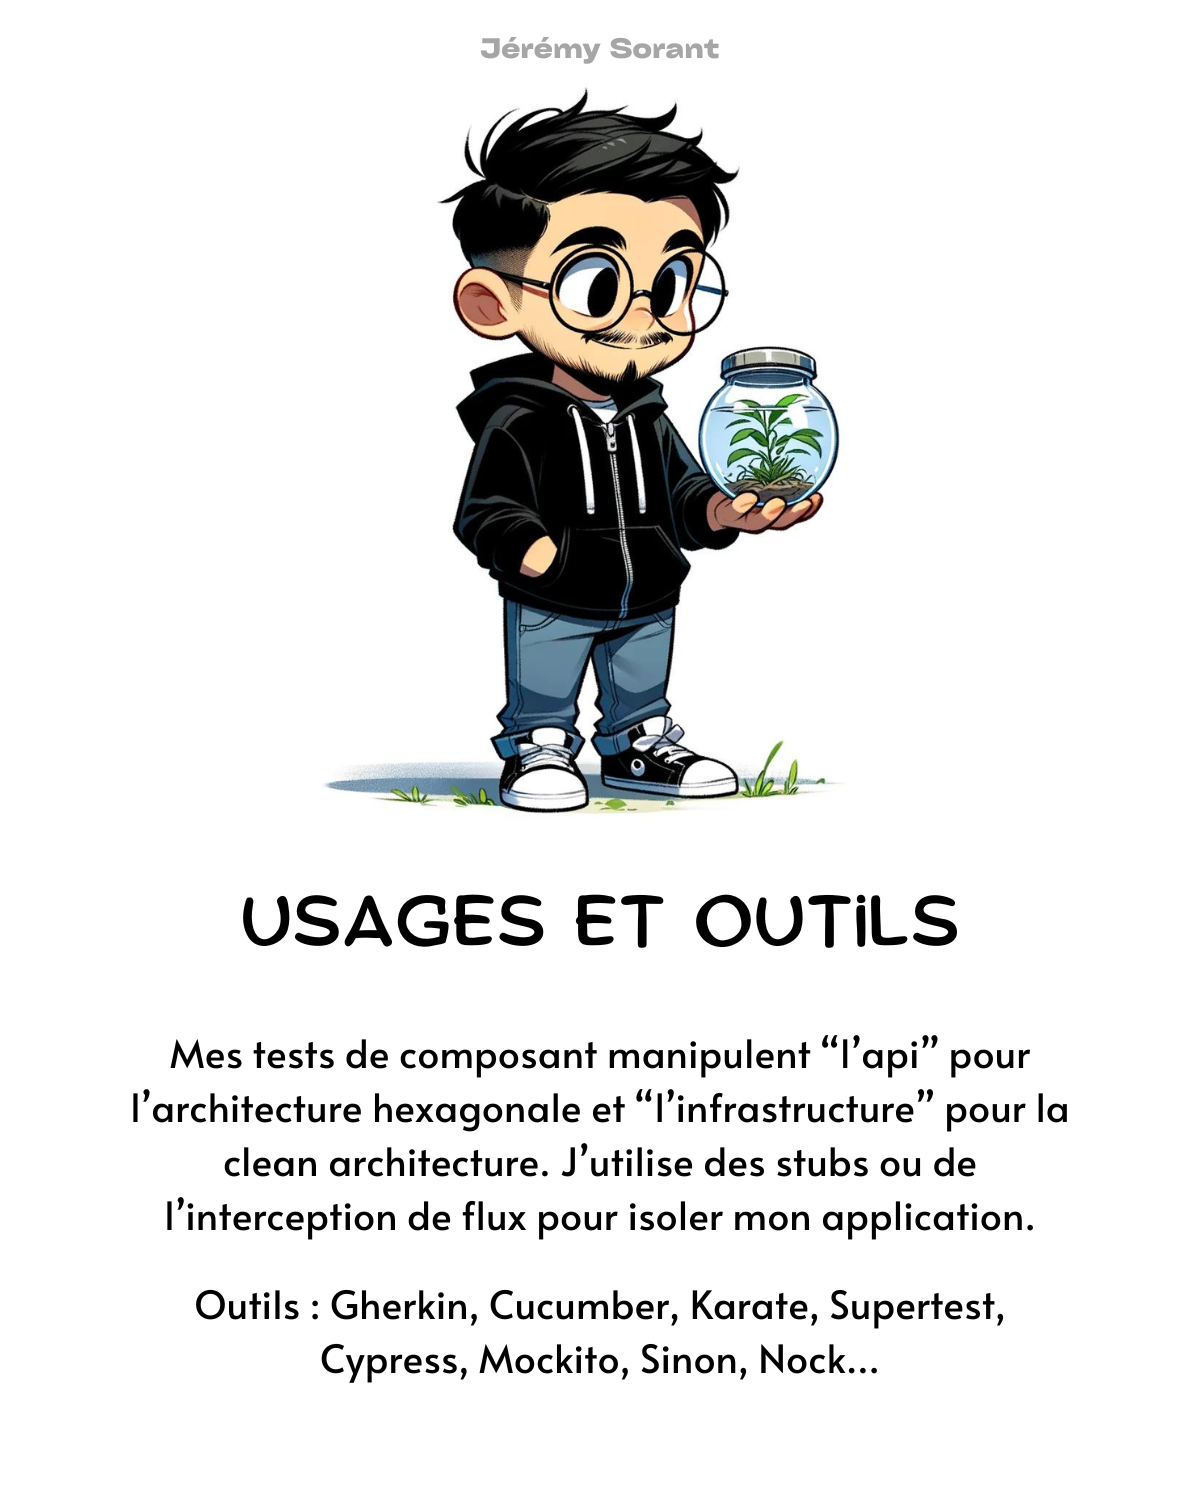 Jérémy Sorant
USAGES ET OUTiLS
Mes tests de composant manipulent “l’api” pour
l’architecture hexagonale et “l’infrastructure” pour la
clean architecture. J’utilise des stubs ou de
l’interception de flux pour isoler mon application.
Outils : Gherkin, Cucumber, Karate, Supertest,
Cypress, Mockito, Sinon, Nock...